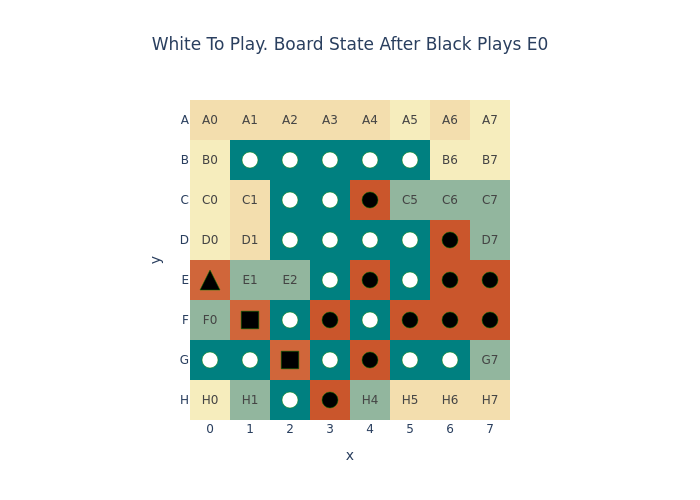 White To Play. Board State After Black Plays E0
A A0 A1 A2 A3 A4 A5 A6 A7
B B0 B6 B7
C C0 C1 C5 C6 C7
D D0 D1 D7
y
E E1 E2
F F0
G G7
H H0 H1 H4 H5 H6 H7
0 1 2 3 4 5 6 7
x